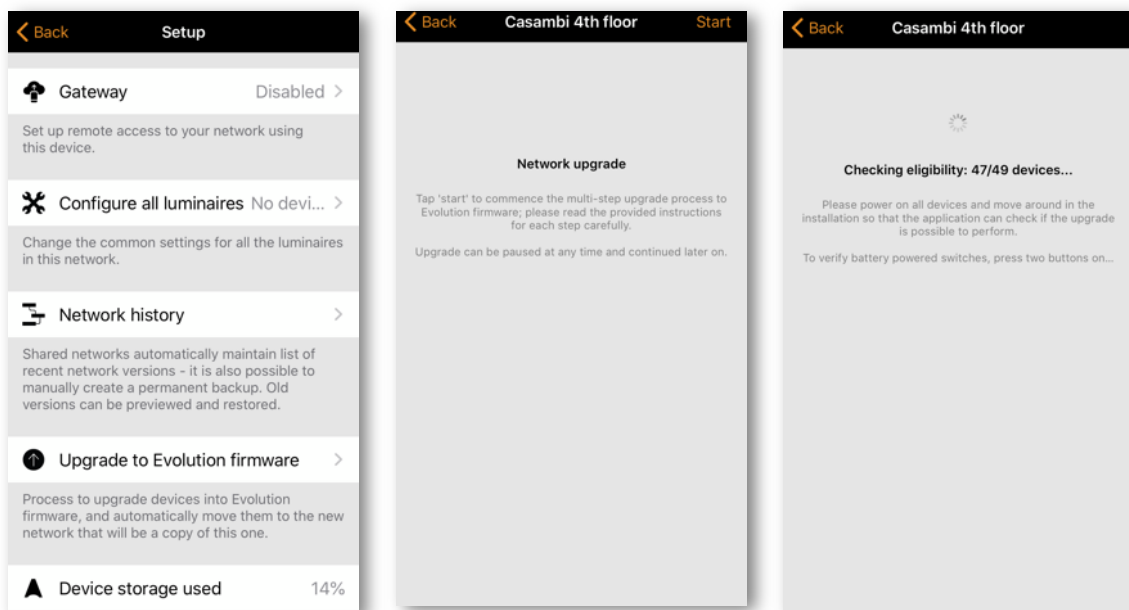 Back
Setup
Gateway
Disabled
Set up remote access to your network using
this device.
Configure all luminaires
No devi...
Change the common settings for all the luminaires
in this network.
Network history
Shared networks automatically maintain list of
recent network versions - it is also possible to
manually create a permanent backup. Old
versions can be previewed and restored.
Upgrade to Evolution firmware
Process to upgrade devices into Evolution
firmware, and automatically move them to the new
network that will be a copy of this one.
Device storage used
14%
Back
Casambi 4th floor
Start
Network upgrade
Tap 'start' to commence the multi-step upgrade process to
Evolution firmware; please read the provided instructions
for each step carefully.
Upgrade can be paused at any time and continued later on.
Back
Casambi 4th floor
Checking eligibility: 47/49 devices...
Please power on all devices and move around in the
installation so that the application can check if the upgrade
is possible to perform.
To verify battery powered switches, press two buttons on...